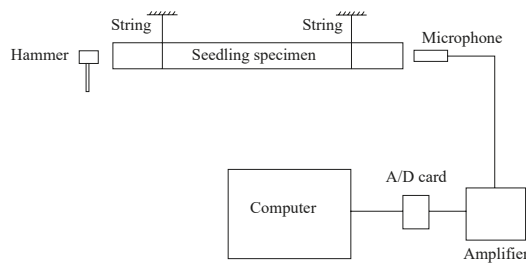 String
String
Hammer
Seedling specimen
Microphone
A/D card
Computer
Amplifier